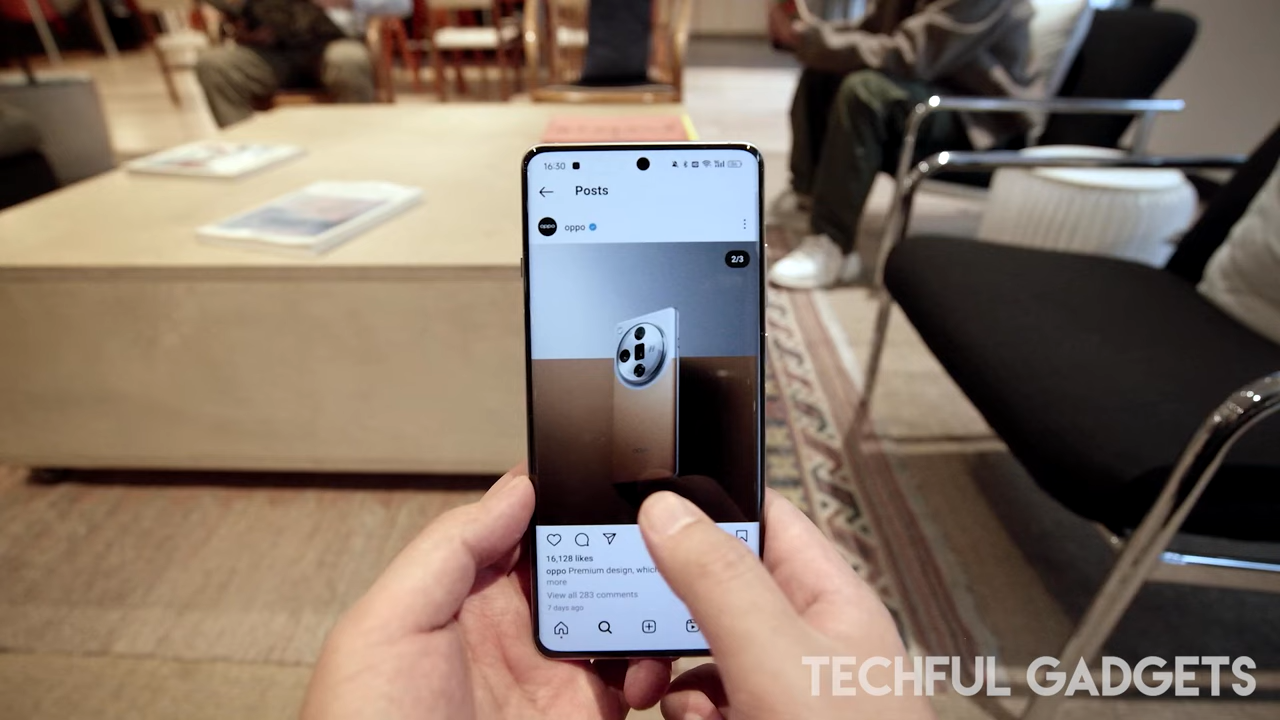 16:30
Posts
oppo
oppo
2/3
16,128 likes
oppo Premium design, which
more
View all 283 comments
7 days ago
TECHFUL GADGETS